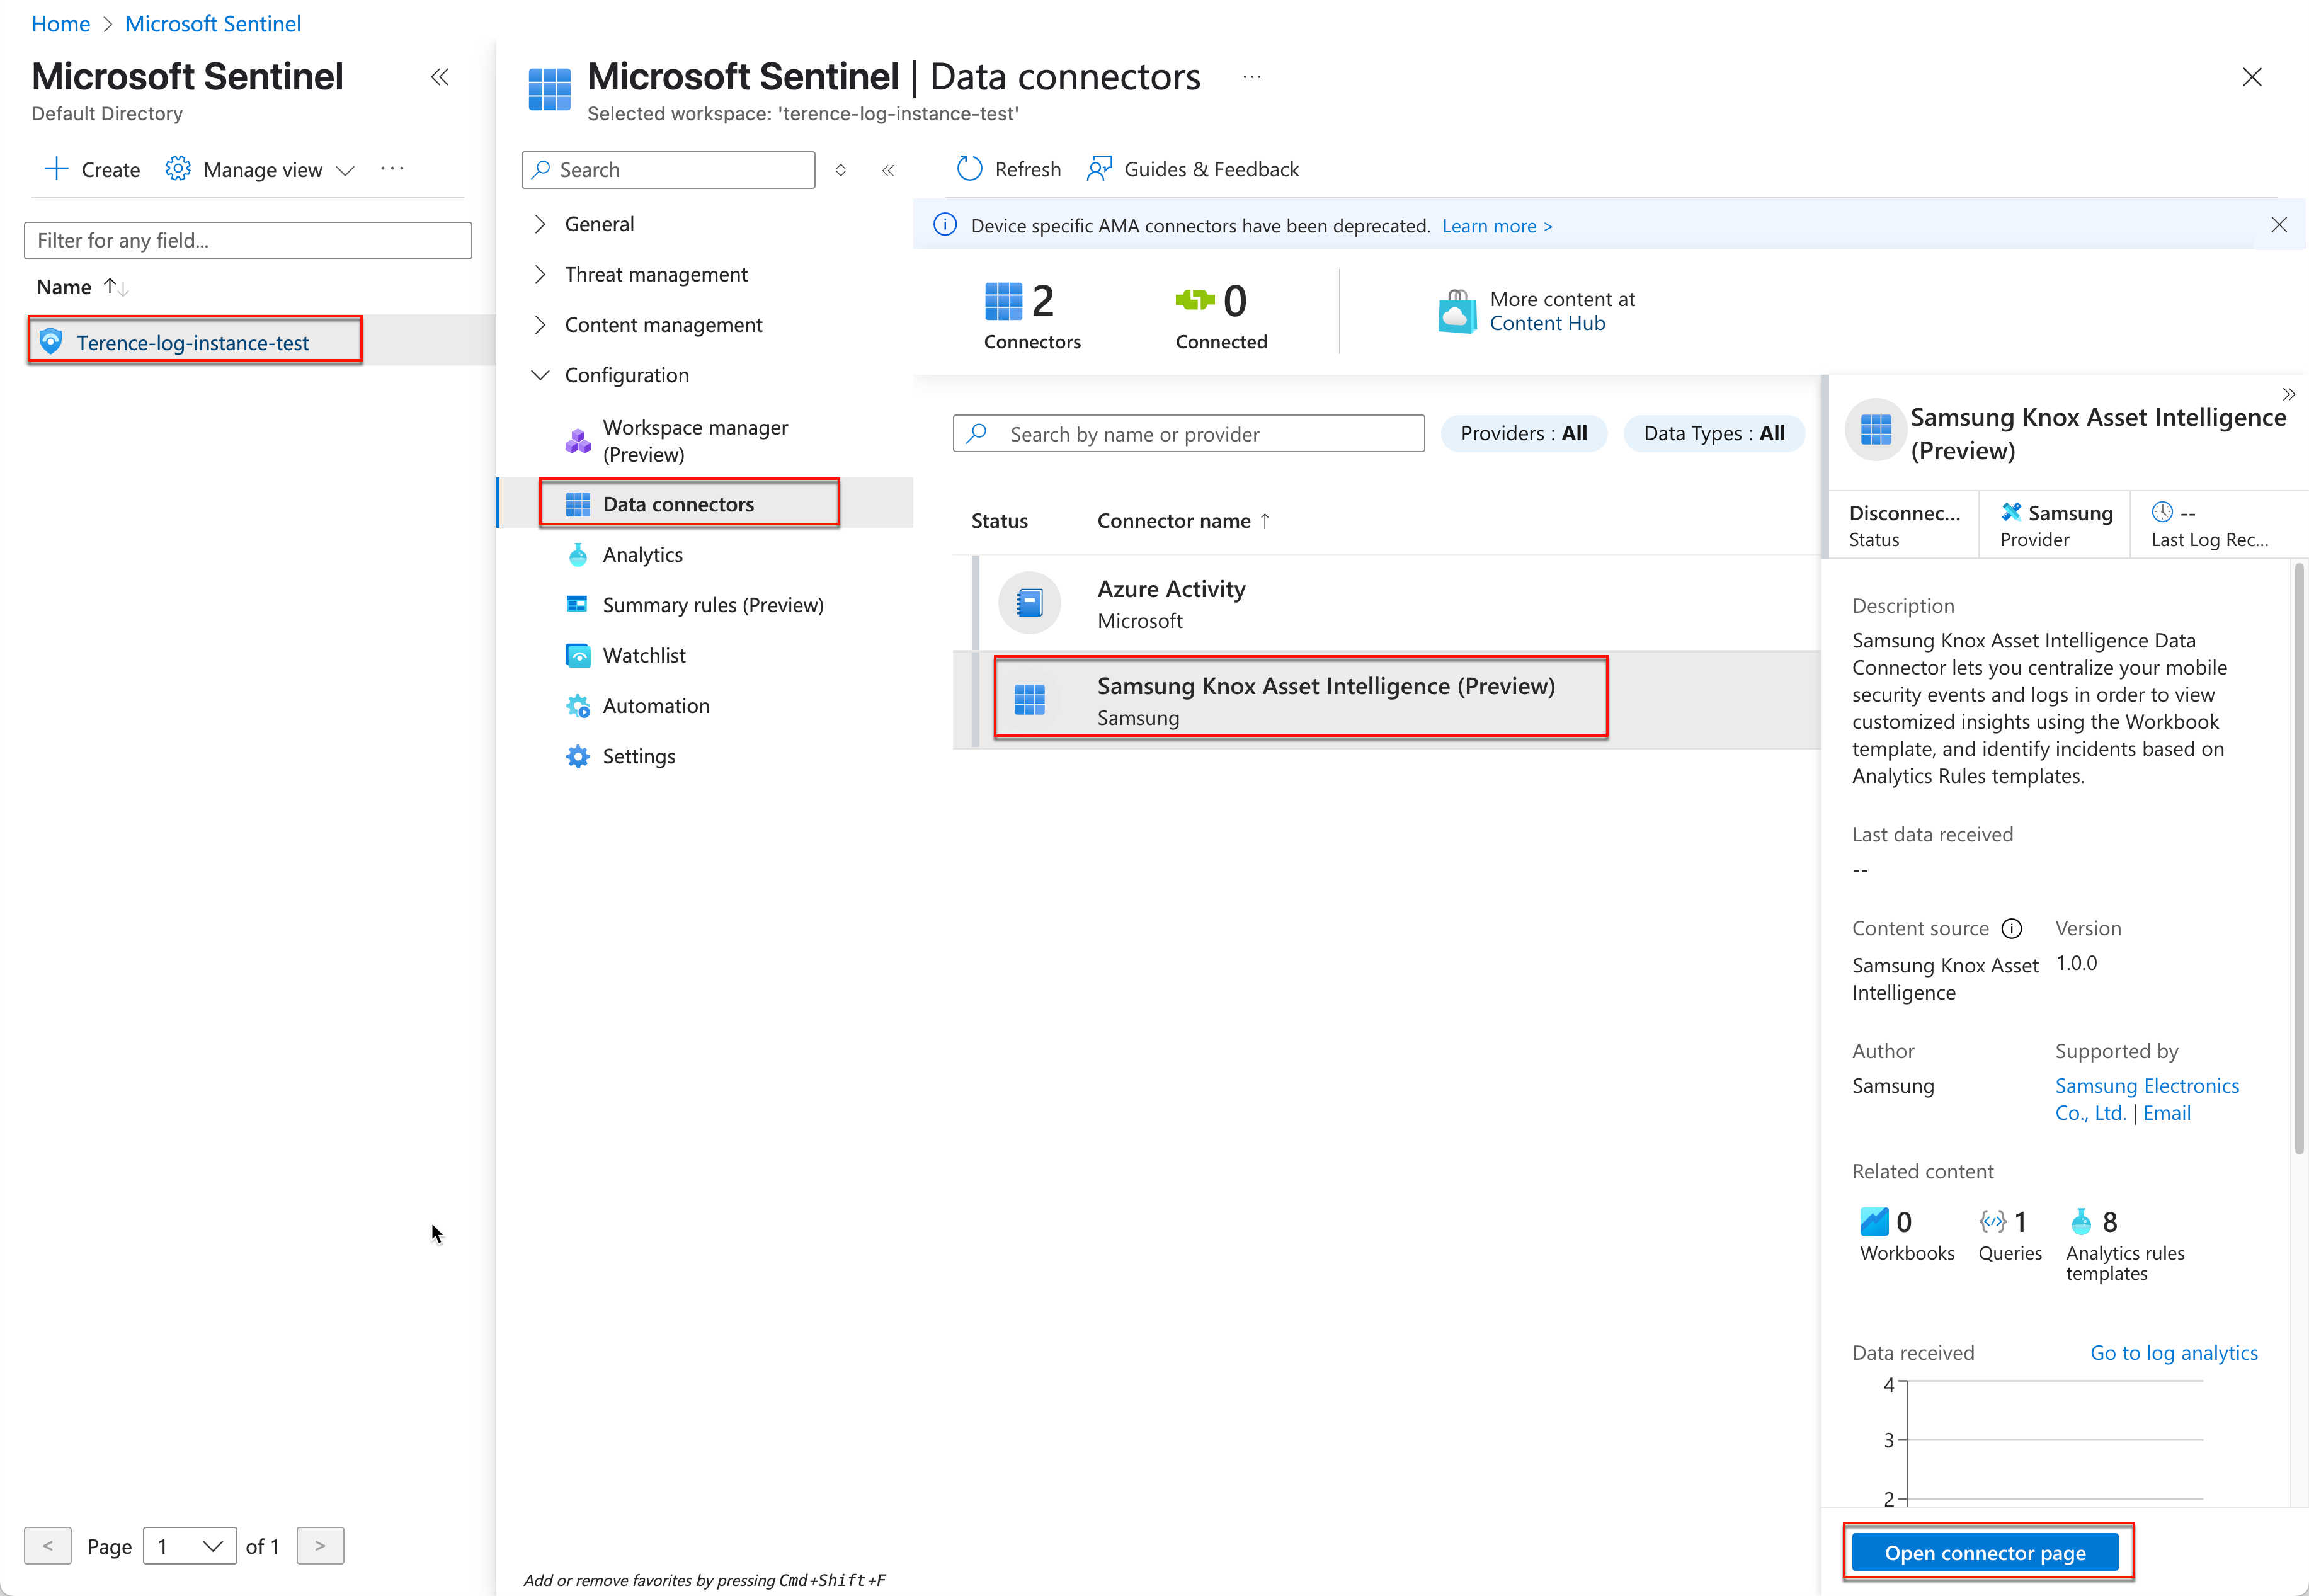 Home > Microsoft Sentinel
Microsoft Sentinel
Default Directory
Create
Manage view
Filter for any field...
Name
Terence-log-instance-test
< Page 1 of 1 >
Microsoft Sentinel | Data connectors
Selected workspace: 'terence-log-instance-test'
Search
General
Threat management
Content management
Configuration
Workspace manager
(Preview)
Data connectors
Analytics
Summary rules (Preview)
Watchlist
Automation
Settings
Add or remove favorites by pressing Cmd+Shift+F
Refresh
Guides & Feedback
Device specific AMA connectors have been deprecated. Learn more >
2
Connectors
0
Connected
More content at
Content Hub
Search by name or provider
Providers : All
Data Types : All
Status
Connector name ↑
Azure Activity
Microsoft
Samsung Knox Asset Intelligence (Preview)
Samsung
Samsung Knox Asset Intelligence
(Preview)
Disconnec...
Status
Samsung
Provider
--
Last Log Rec...
Description
Samsung Knox Asset Intelligence Data
Connector lets you centralize your mobile
security events and logs in order to view
customized insights using the Workbook
template, and identify incidents based on
Analytics Rules templates.
Last data received
--
Content source
Samsung Knox Asset
Intelligence
Version
1.0.0
Author
Samsung
Supported by
Samsung Electronics
Co., Ltd. | Email
Related content
0
Workbooks
1
Queries
8
Analytics rules
templates
Data received
Go to log analytics
4
3
2
Open connector page